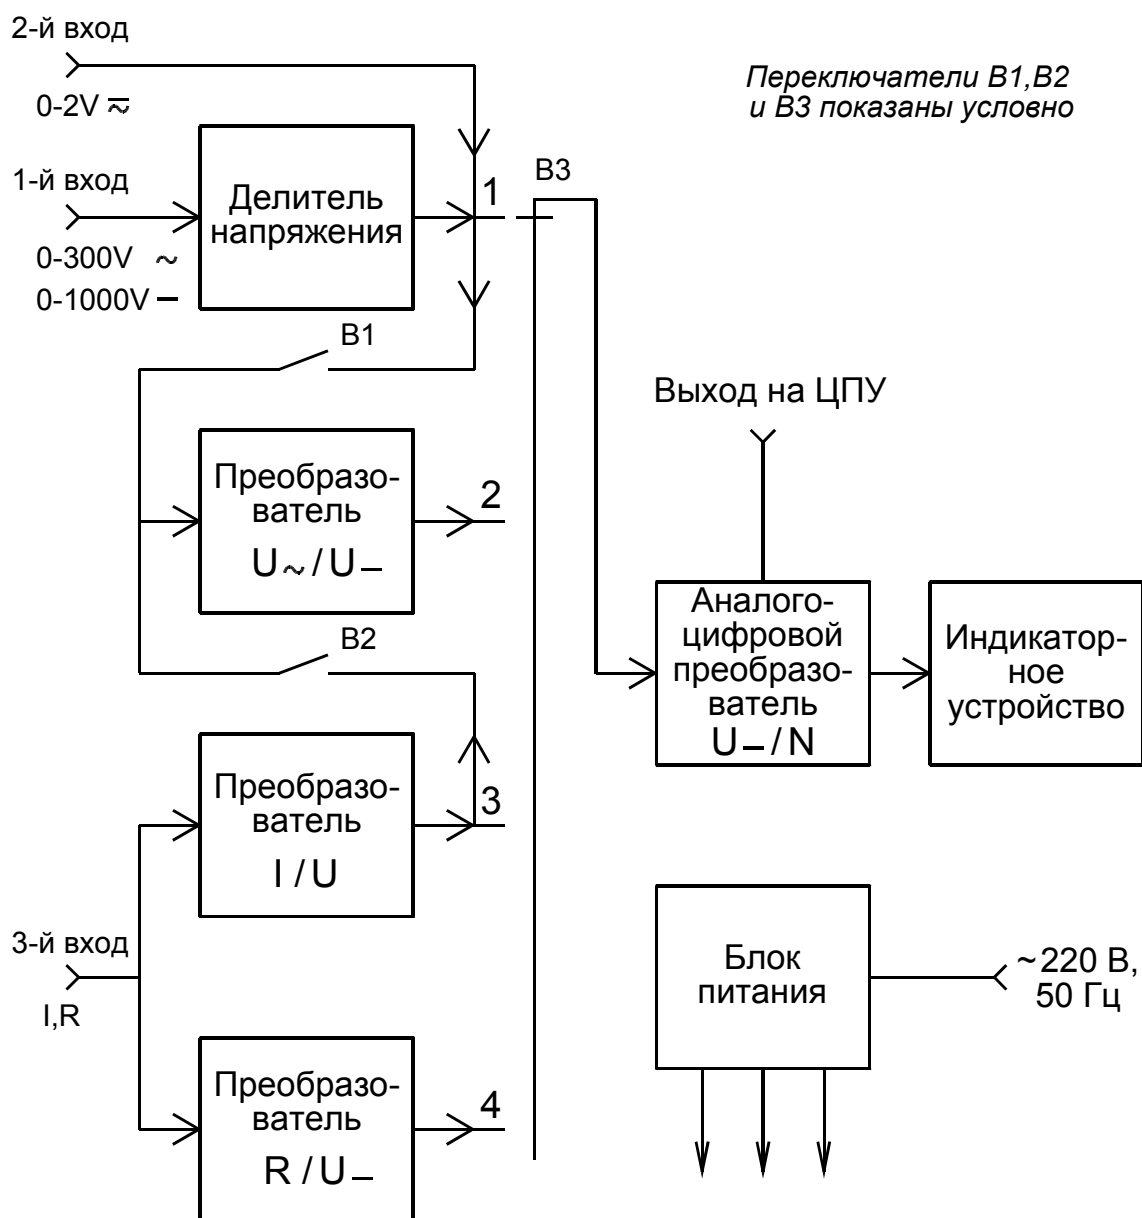 2-й вход
0-2V ≂
Переключатели В1,В2
и В3 показаны условно
1-й вход
0-300V ~
0-1000V –
Делитель
напряжения
1
В3
В1
Выход на ЦПУ
Преобразо-
ватель
U~/U–
2
В2
Аналого-
цифровой
преобразо-
ватель
U–/N
Индикатор-
ное
устройство
Преобразо-
ватель
I/U
3
3-й вход
I,R
Блок
питания
~220 В,
50 Гц
Преобразо-
ватель
R/U–
4